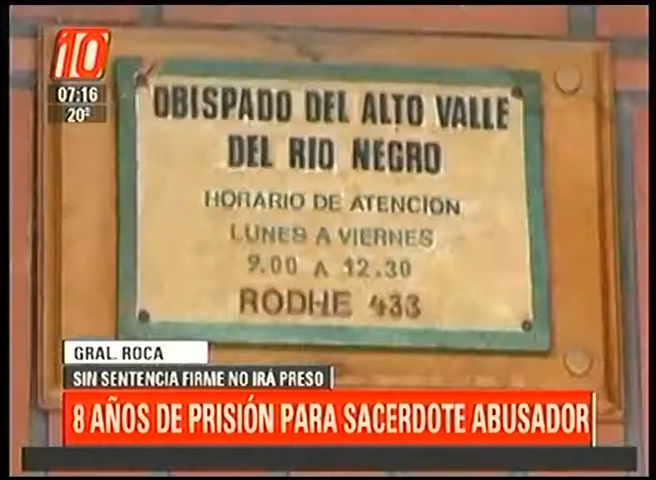 10
07:16
20º
OBISPADO DEL ALTO VALLE
DEL RIO NEGRO
HORARIO DE ATENCION
LUNES A VIERNES
9.00 A 12.30
RODHE 433
GRAL. ROCA
SIN SENTENCIA FIRME NO IRÁ PRESO
8 AÑOS DE PRISIÓN PARA SACERDOTE ABUSADOR